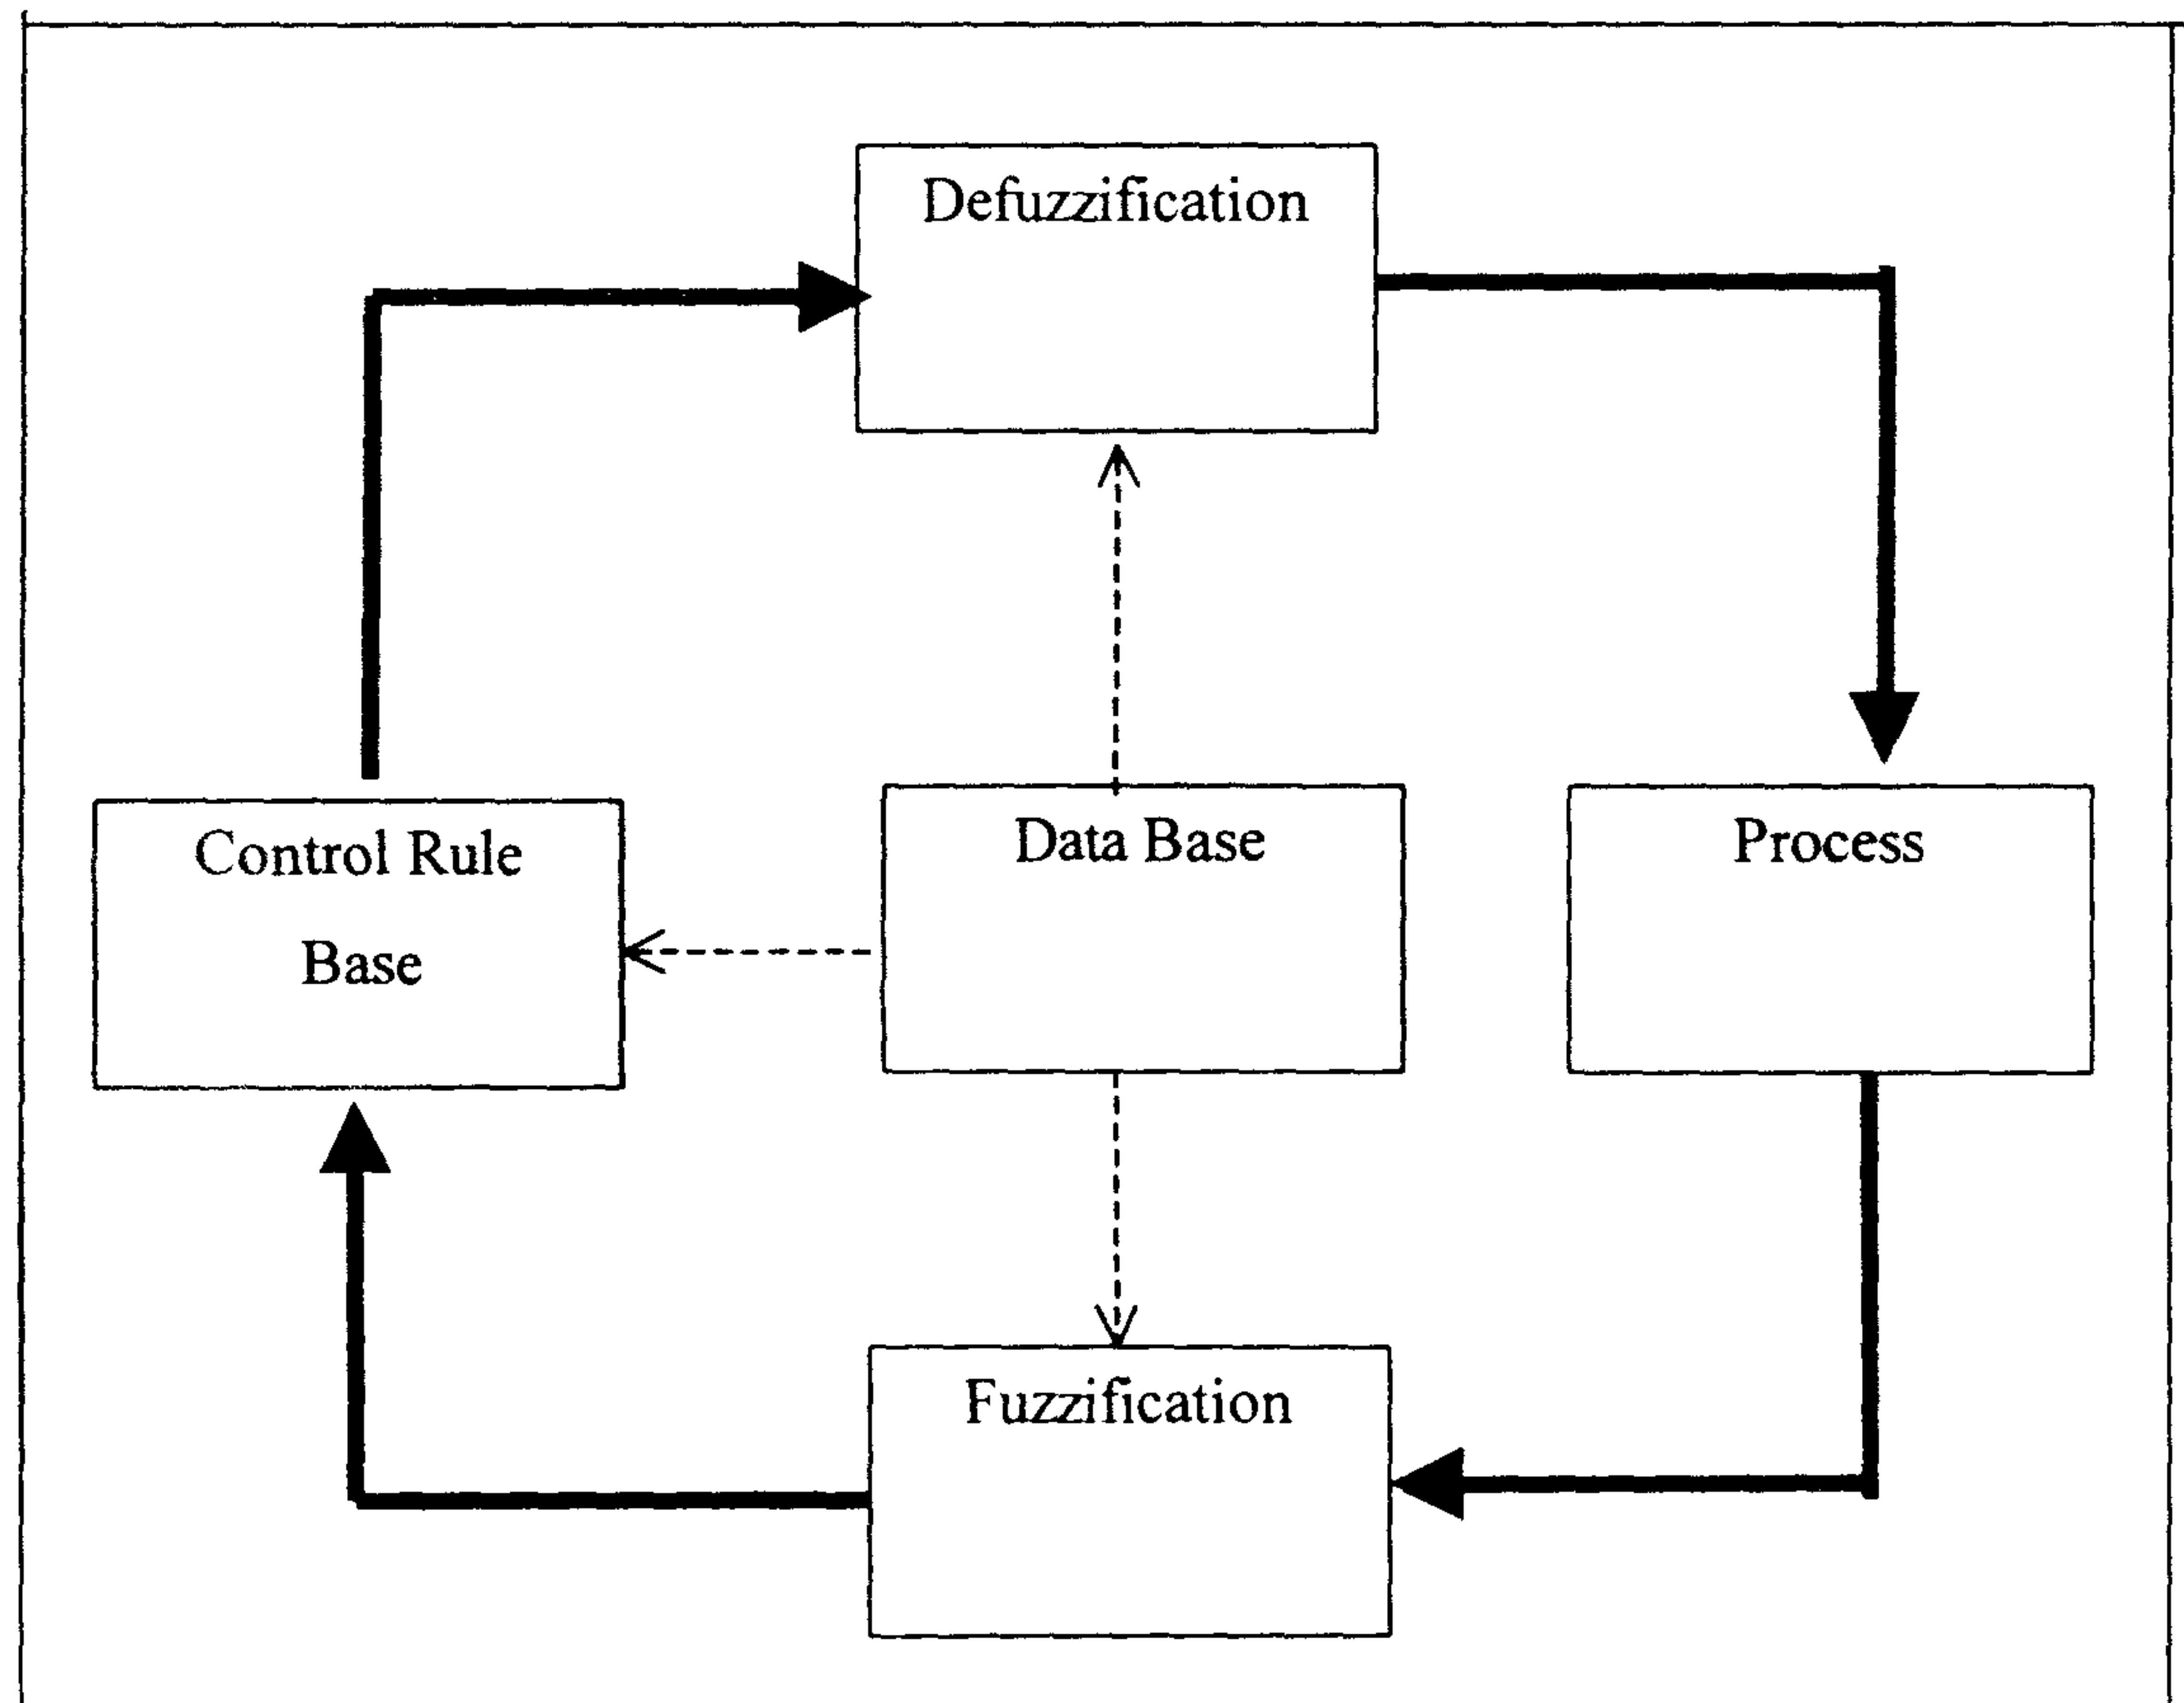 Defuzzification
Control Rule
Base
Data Base
Process
Fuzzification